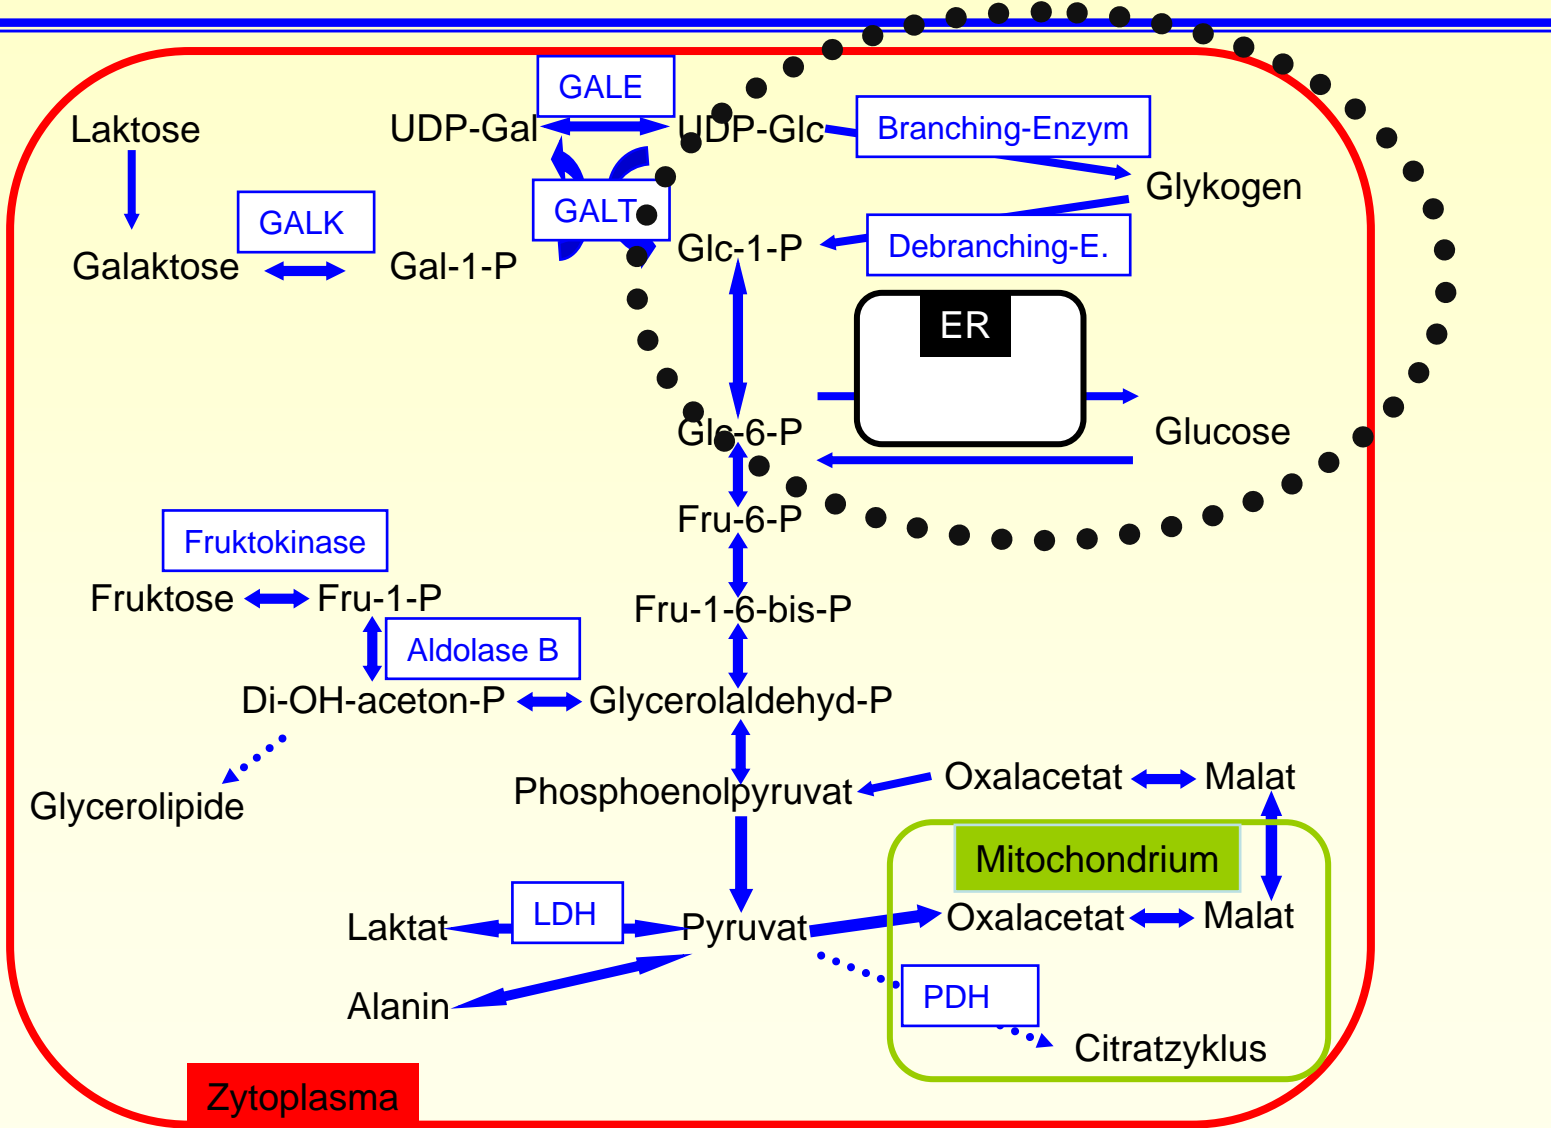 GALE
Laktose
UDP-Gal
UDP-Glc
Branching-Enzym
Glykogen
GALK
GALT
Galaktose
Gal-1-P
Glc-1-P
Debranching-E.
ER
Glc-6-P
Glucose
Fru-6-P
Fruktokinase
Fruktose
Fru-1-P
Fru-1-6-bis-P
Aldolase B
Di-OH-aceton-P
Glycerolaldehyd-P
Glycerolipide
Phosphoenolpyruvat
Oxalacetat
Malat
Mitochondrium
Laktat
LDH
Pyruvat
Oxalacetat
Malat
Alanin
PDH
Citratzyklus
Zytoplasma